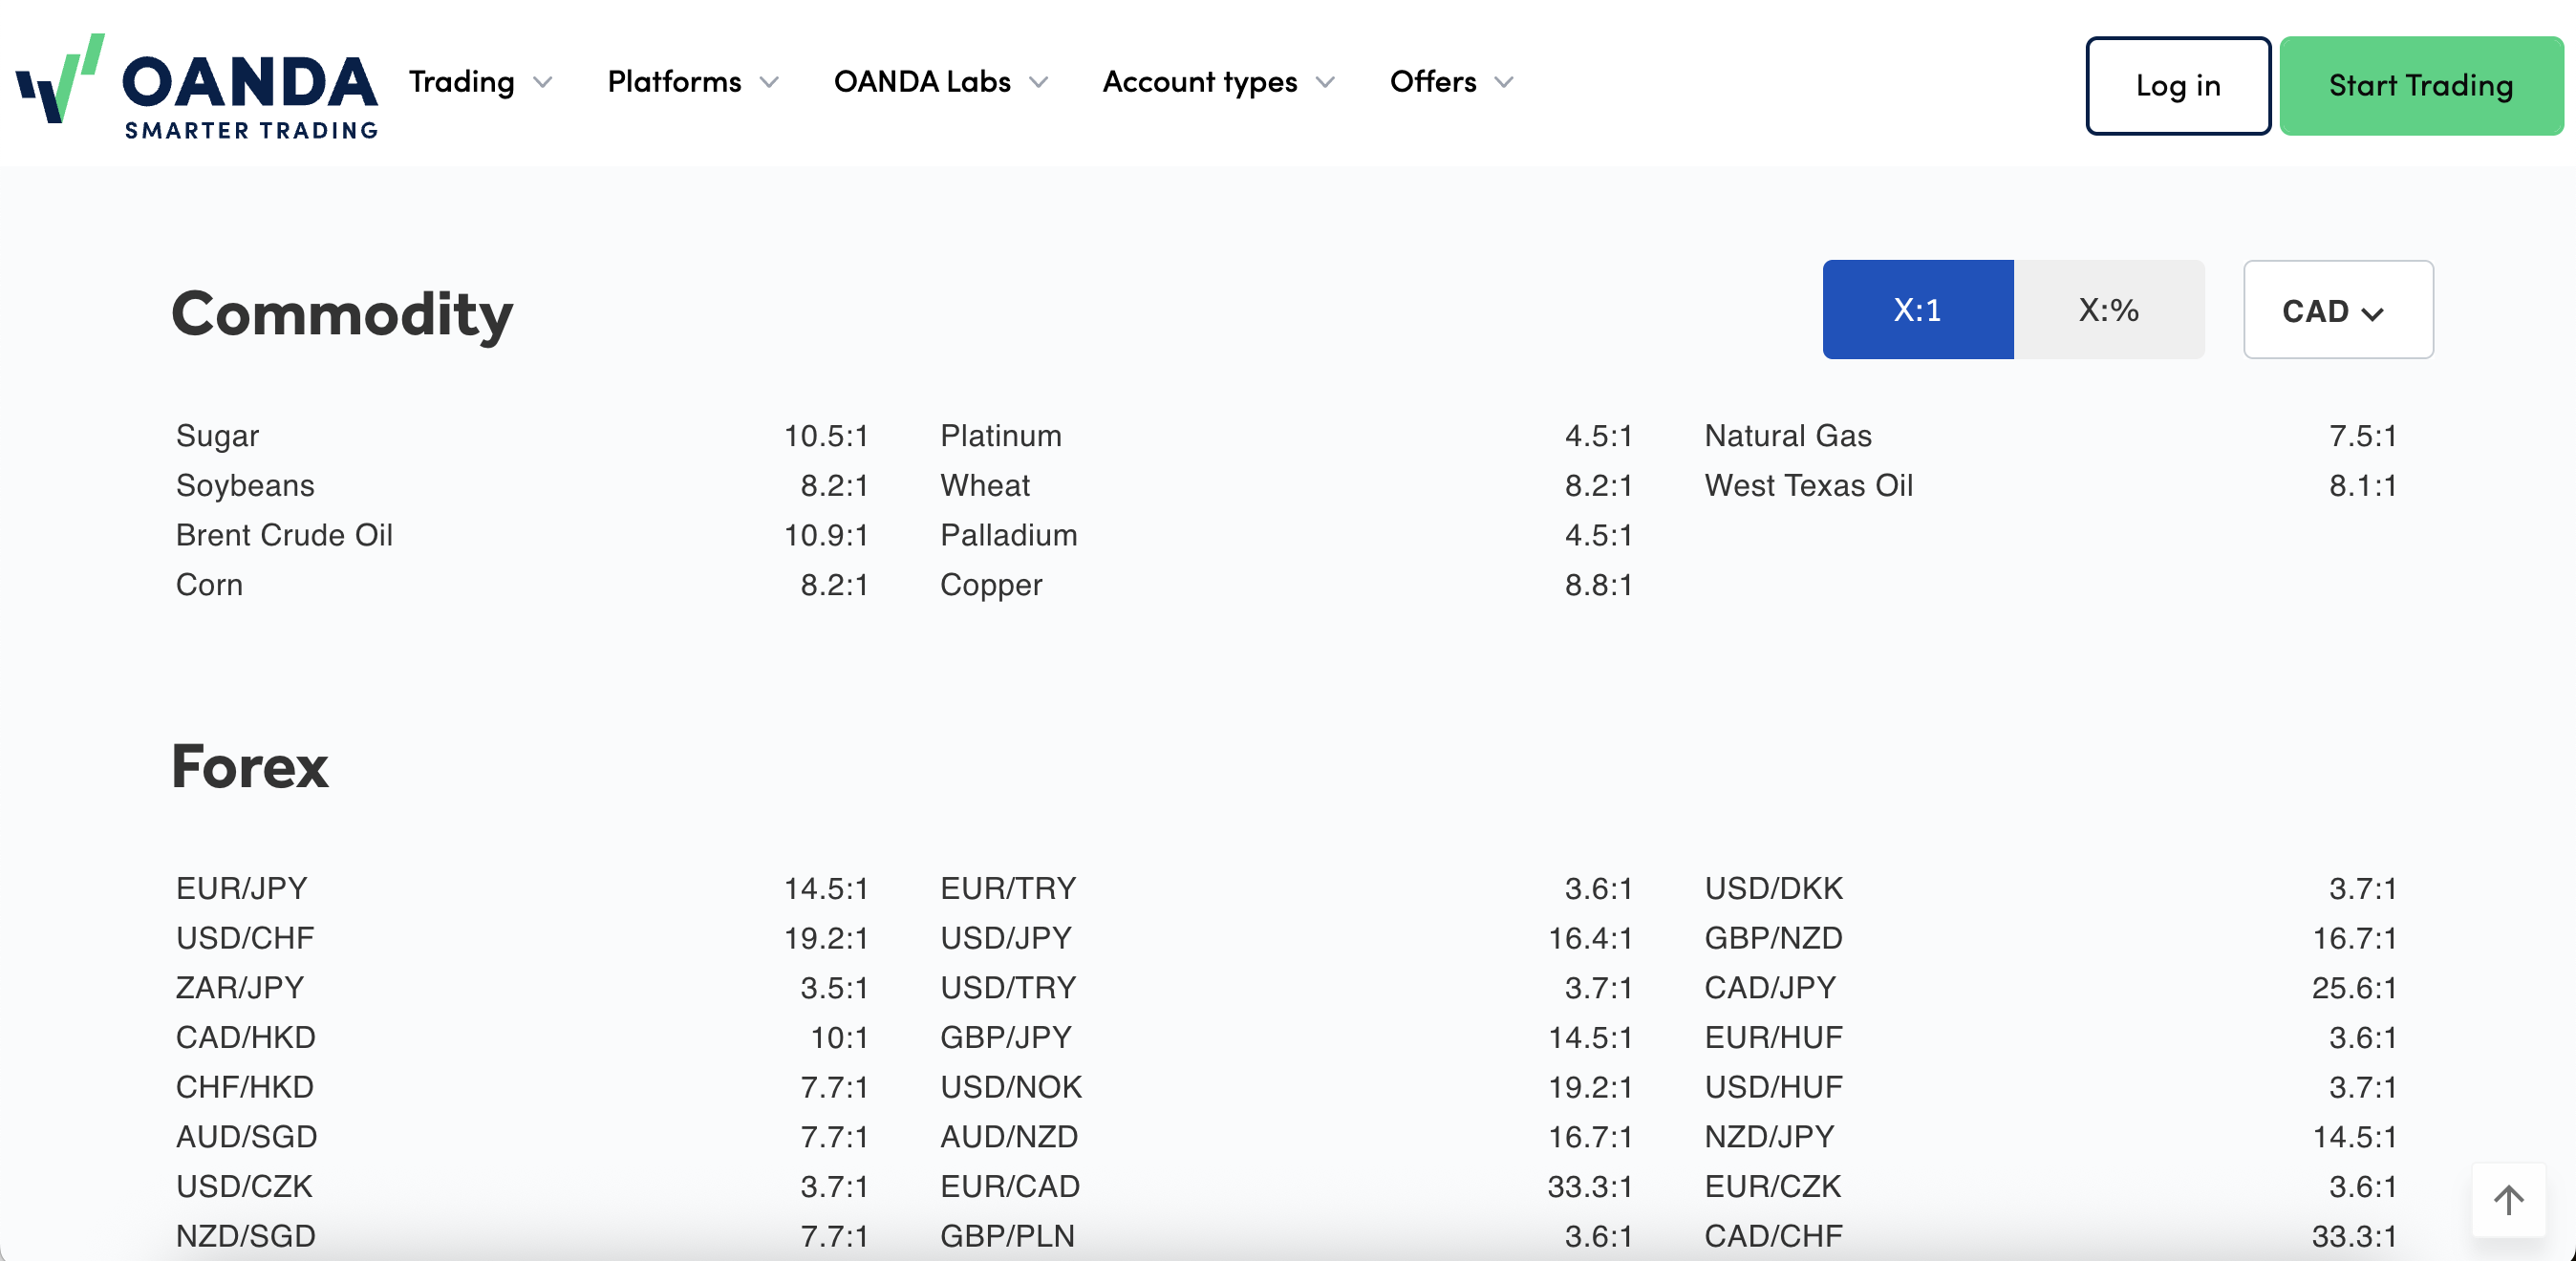 OANDA
SMARTER TRADING
Trading Platforms OANDA Labs Account types Offers Log in Start Trading
Commodity X:1 X:% CAD
Sugar 10.5:1 Platinum 4.5:1 Natural Gas 7.5:1
Soybeans 8.2:1 Wheat 8.2:1 West Texas Oil 8.1:1
Brent Crude Oil 10.9:1 Palladium 4.5:1
Corn 8.2:1 Copper 8.8:1
Forex
EUR/JPY 14.5:1 EUR/TRY 3.6:1 USD/DKK 3.7:1
USD/CHF 19.2:1 USD/JPY 16.4:1 GBP/NZD 16.7:1
ZAR/JPY 3.5:1 USD/TRY 3.7:1 CAD/JPY 25.6:1
CAD/HKD 10:1 GBP/JPY 14.5:1 EUR/HUF 3.6:1
CHF/HKD 7.7:1 USD/NOK 19.2:1 USD/HUF 3.7:1
AUD/SGD 7.7:1 AUD/NZD 16.7:1 NZD/JPY 14.5:1
USD/CZK 3.7:1 EUR/CAD 33.3:1 EUR/CZK 3.6:1
NZD/SGD 7.7:1 GBP/PLN 3.6:1 CAD/CHF 33.3:1